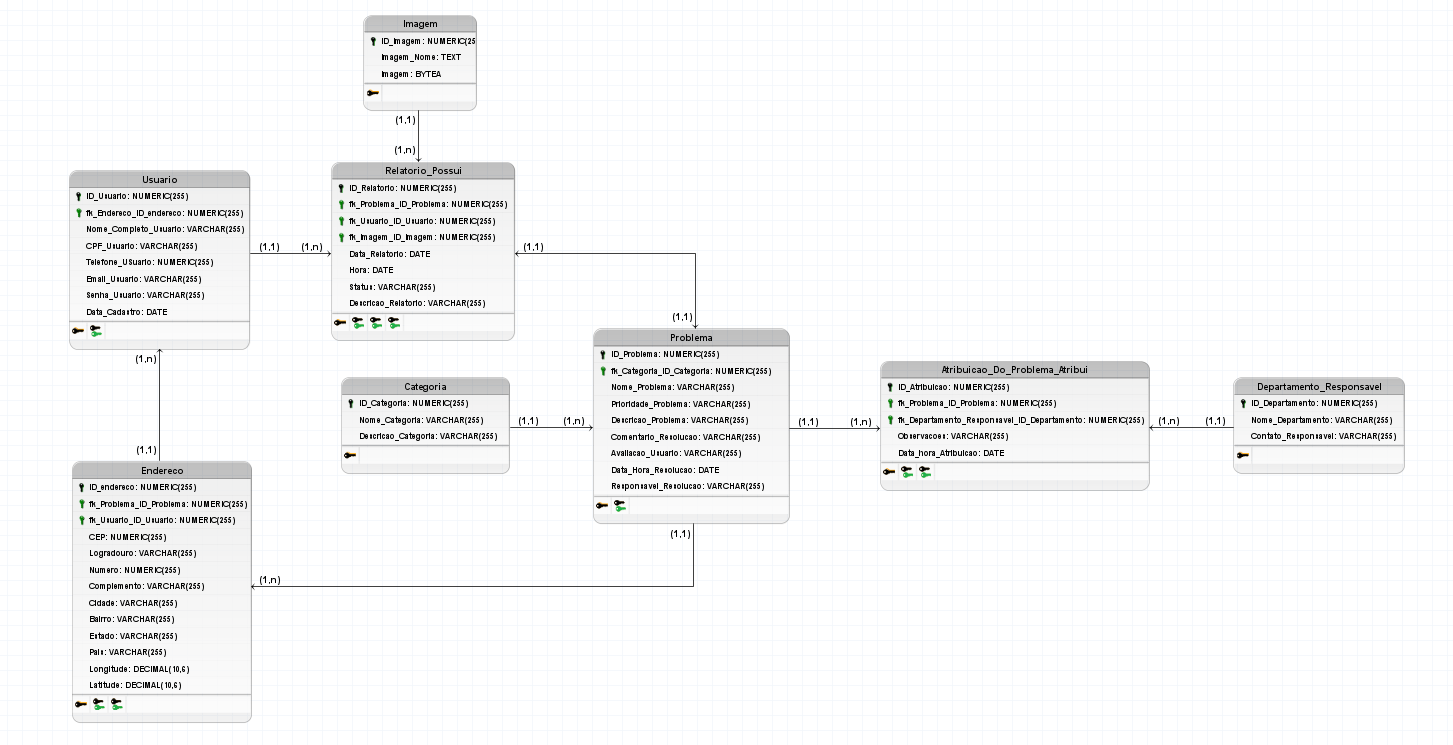 Imagem
ID_Imagem: NUMERIC(25
Imagem_Nome: TEXT
Imagem: BYTEA
(1,1)
(1,n)
Relatorio_Possui
ID_Relatorio: NUMERIC(255)
fk_Problema_ID_Problema: NUMERIC(255)
fk_Usuario_ID_Usuario: NUMERIC(255)
fk_Imagem_ID_Imagem: NUMERIC(255)
Data_Relatorio: DATE
Hora: DATE
Status: VARCHAR(255)
Descricao_Relatorio: VARCHAR(255)
Usuario
ID_Usuario: NUMERIC(255)
fk_Endereco_ID_endereco: NUMERIC(255)
Nome_Completo_Usuario: VARCHAR(255)
CPF_Usuario: VARCHAR(255)
Telefone_USuario: NUMERIC(255)
Email_Usuario: VARCHAR(255)
Senha_Usuario: VARCHAR(255)
Data_Cadastro: DATE
(1,1)
(1,n)
(1,1)
(1,1)
(1,n)
(1,1)
Categoria
ID_Categoria: NUMERIC(255)
Nome_Categoria: VARCHAR(255)
Descricao_Categoria: VARCHAR(255)
(1,1)
(1,n)
Problema
ID_Problema: NUMERIC(255)
fk_Categoria_ID_Categoria: NUMERIC(255)
Nome_Problema: VARCHAR(255)
Prioridade_Problema: VARCHAR(255)
Descricao_Problema: VARCHAR(255)
Comentario_Resolucao: VARCHAR(255)
Avaliacao_Usuario: VARCHAR(255)
Data_Hora_Resolucao: DATE
Responsavel_Resolucao: VARCHAR(255)
(1,1)
(1,n)
Atribuicao_Do_Problema_Atribui
ID_Atribuicao: NUMERIC(255)
fk_Problema_ID_Problema: NUMERIC(255)
fk_Departamento_Responsavel_ID_Departamento: NUMERIC(255)
Observacoes: VARCHAR(255)
Data_hora_Atribuicao: DATE
(1,n)
(1,1)
Departamento_Responsavel
ID_Departamento: NUMERIC(255)
Nome_Departamento: VARCHAR(255)
Contato_Responsavel: VARCHAR(255)
Endereco
ID_endereco: NUMERIC(255)
fk_Problema_ID_Problema: NUMERIC(255)
fk_Usuario_ID_Usuario: NUMERIC(255)
CEP: NUMERIC(255)
Logradouro: VARCHAR(255)
Numero: NUMERIC(255)
Complemento: VARCHAR(255)
Cidade: VARCHAR(255)
Bairro: VARCHAR(255)
Estado: VARCHAR(255)
Pais: VARCHAR(255)
Longitude: DECIMAL(10,6)
Latitude: DECIMAL(10,6)
(1,1)
(1,n)